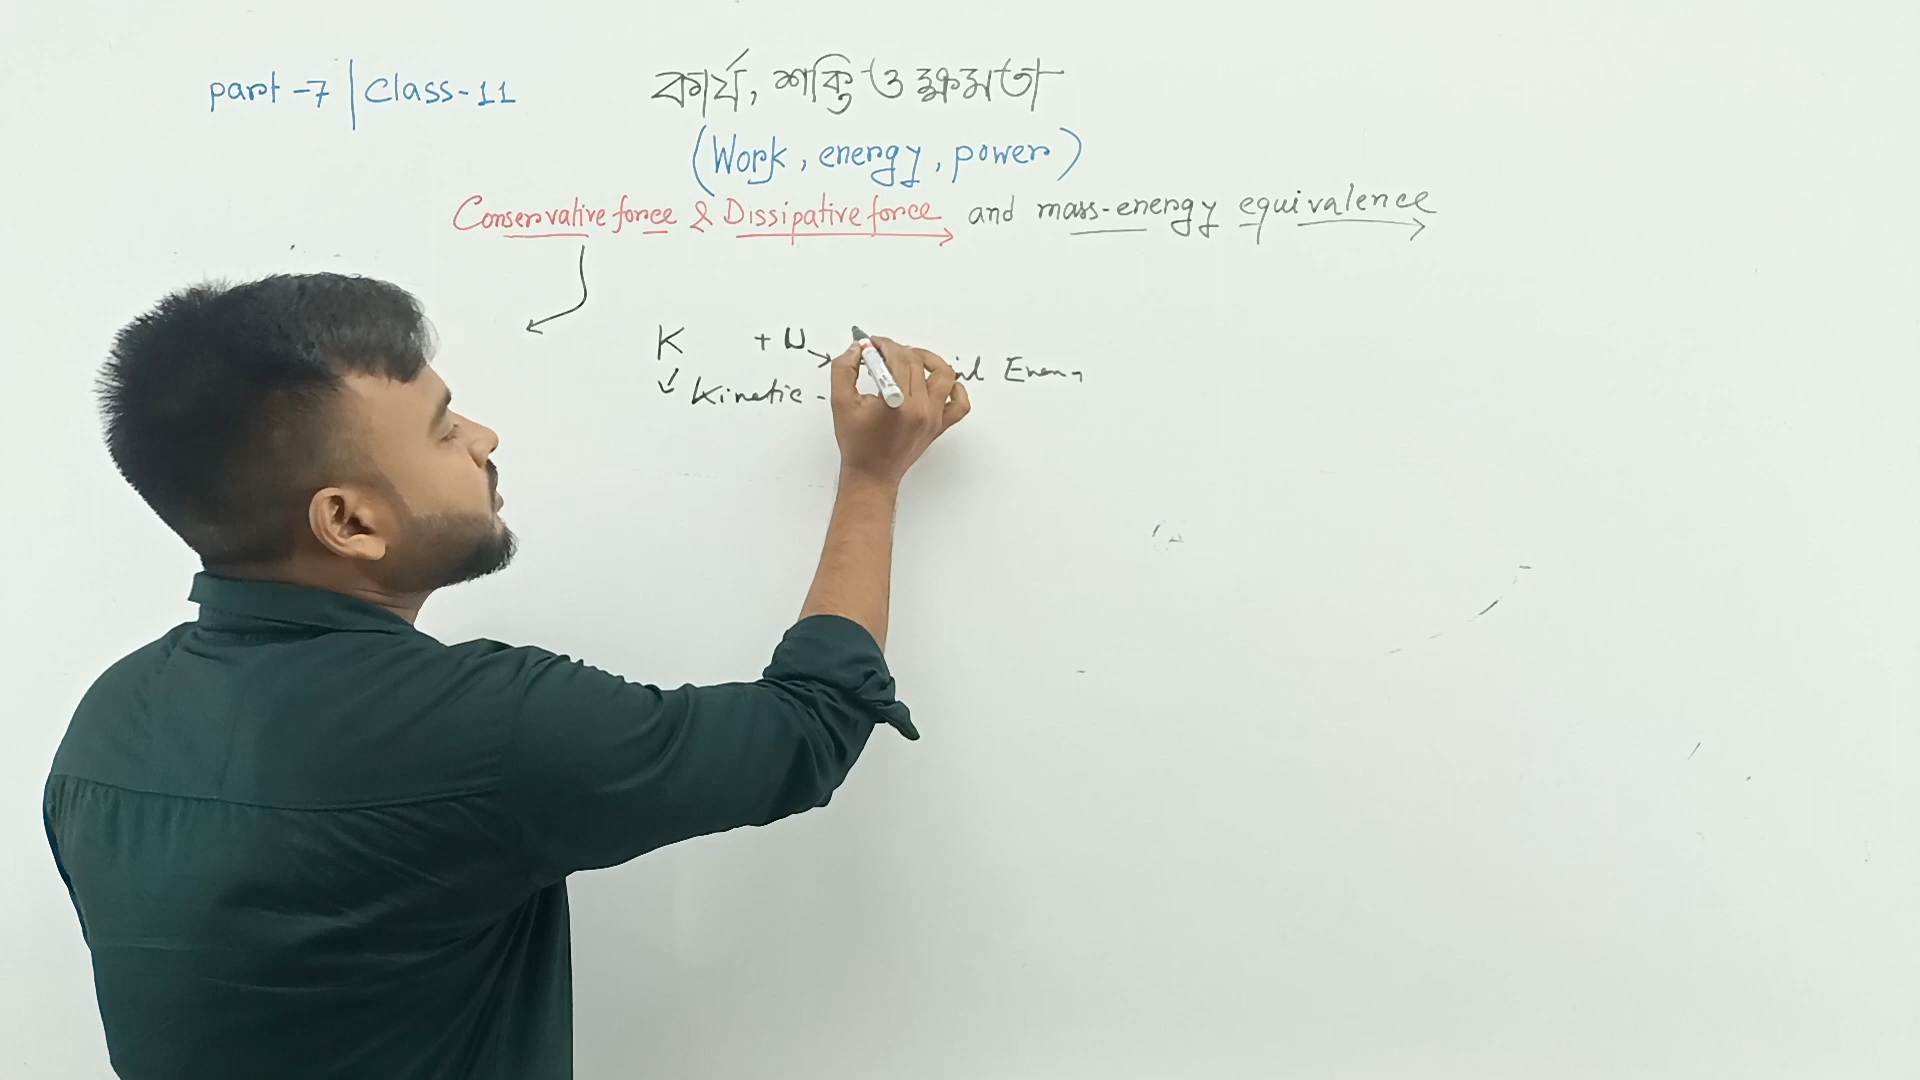 part-7 | Class-11
কার্য, শক্তি ও ক্ষমতা
(Work, energy, power)
Conservative force & Dissipative force and mass-energy equivalence
K + U
Kinetic -